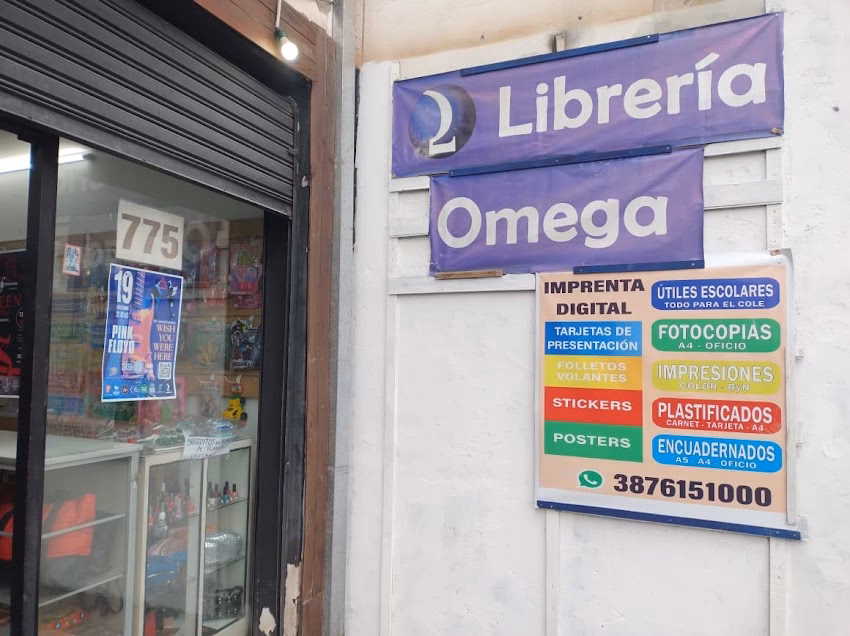 Librería
Omega
775
19
PINK
FLOYD
WISH
YOU
WERE
HERE
IMPRENTA
DIGITAL
TARJETAS DE
PRESENTACIÓN
FOLLETOS
VOLANTES
STICKERS
POSTERS
ÚTILES ESCOLARES
TODO PARA EL COLE
FOTOCOPIAS
A4 - OFICIO
IMPRESIONES
COLOR - ByN
PLASTIFICADOS
CARNET - TARJETA - A4
ENCUADERNADOS
A5 A4 OFICIO
3876151000